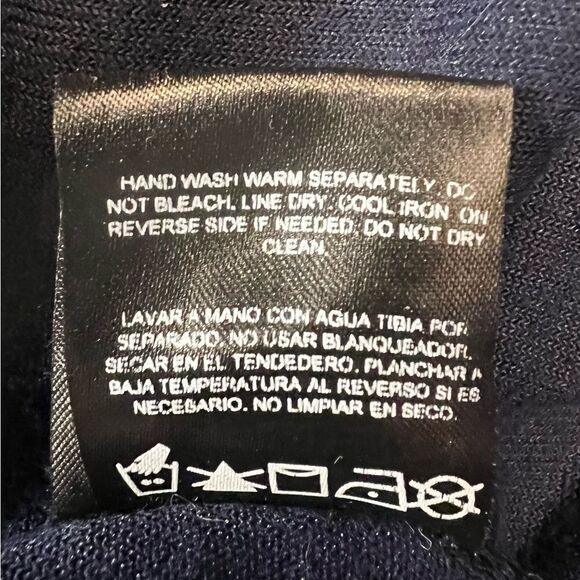 HAND WASH WARM SEPARATELY. DO
NOT BLEACH. LINE DRY. COOL IRON ON
REVERSE SIDE IF NEEDED. DO NOT DRY
CLEAN.
LAVAR A MANO CON AGUA TIBIA POR
SEPARADO. NO USAR BLANQUEADOR.
SECAR EN EL TENDEDERO. PLANCHAR A
BAJA TEMPERATURA AL REVERSO SI ES
NECESARIO. NO LIMPIAR EN SECO.